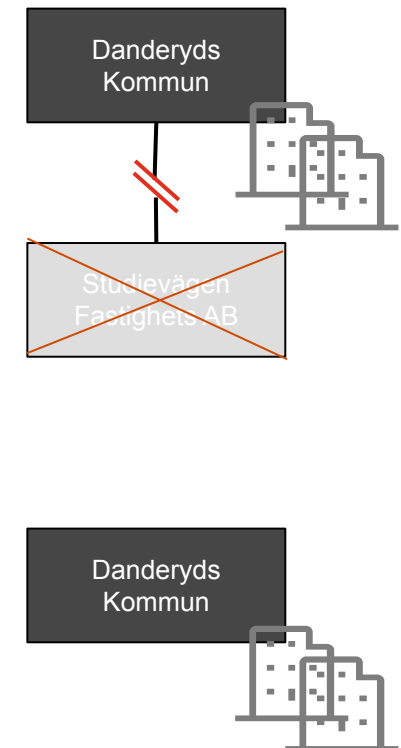 Danderyds
Kommun
Studievägen
Fastighets AB
Danderyds
Kommun